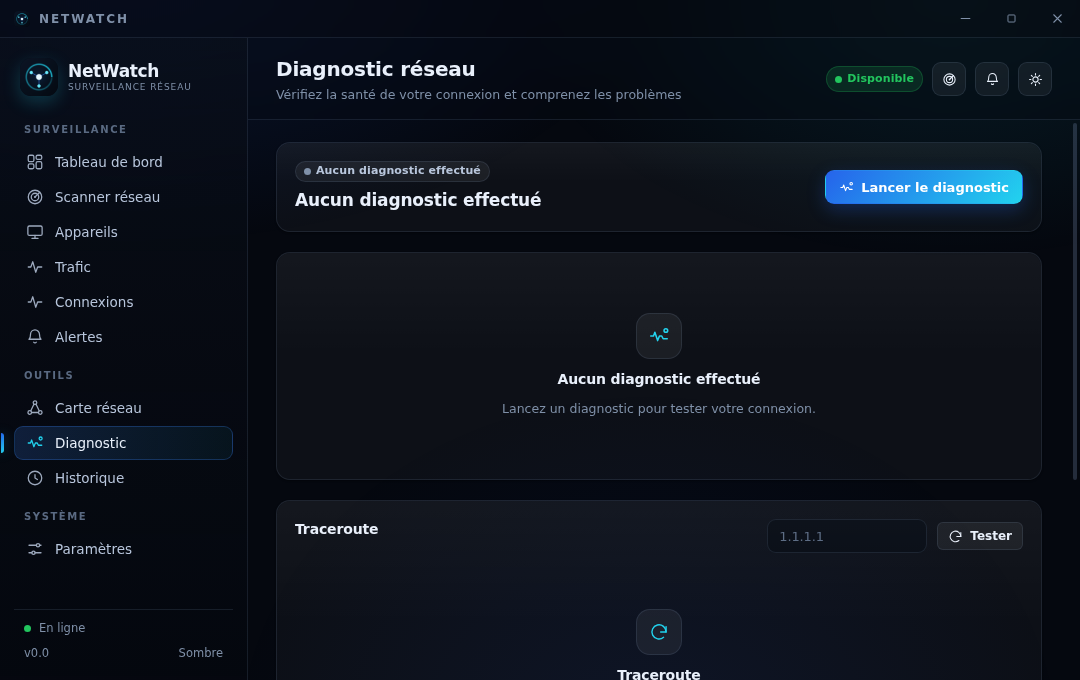 NETWATCH
NetWatch
SURVEILLANCE RÉSEAU
SURVEILLANCE
Tableau de bord
Scanner réseau
Appareils
Trafic
Connexions
Alertes
OUTILS
Carte réseau
Diagnostic
Historique
SYSTÈME
Paramètres
En ligne
v0.0
Sombre
Diagnostic réseau
Vérifiez la santé de votre connexion et comprenez les problèmes
Disponible
Aucun diagnostic effectué
Aucun diagnostic effectué
Lancer le diagnostic
Aucun diagnostic effectué
Lancez un diagnostic pour tester votre connexion.
Traceroute
1.1.1.1
Tester
Traceroute